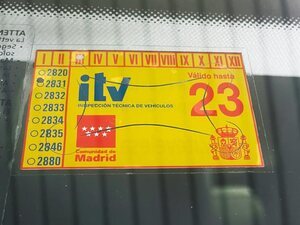 ATTEN
I II III IV V VI VII VIII IX X XI XII
2820
2831
2832
2833
2834
2835
2846
2880
itv
INSPECCIÓN TÉCNICA DE VEHÍCULOS
Válido hasta
23
Comunidad de
Madrid